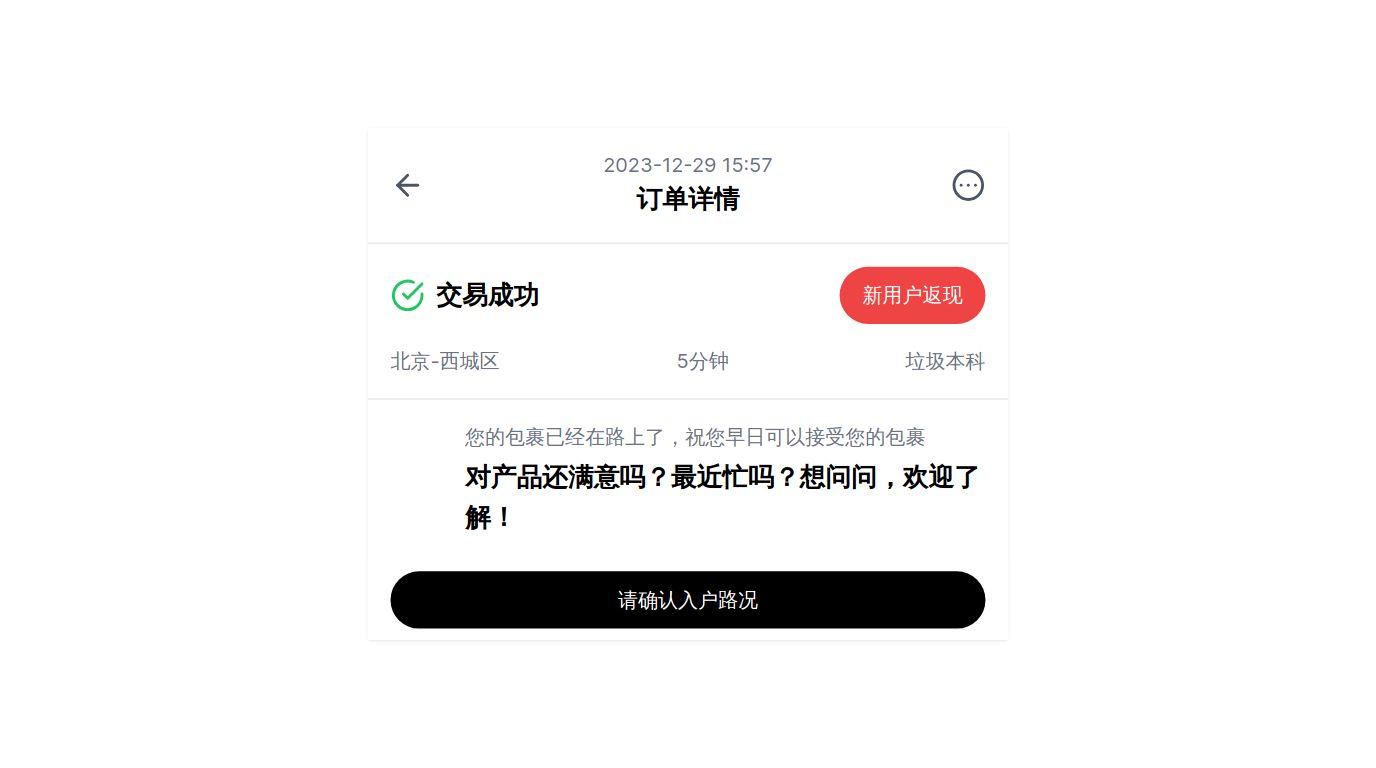 2023-12-29 15:57
订单详情
交易成功
新用户返现
北京-西城区
5分钟
垃圾本科
您的包裹已经在路上了，祝您早日可以接受您的包裹
对产品还满意吗？最近忙吗？想问问，欢迎了
解！
请确认入户路况